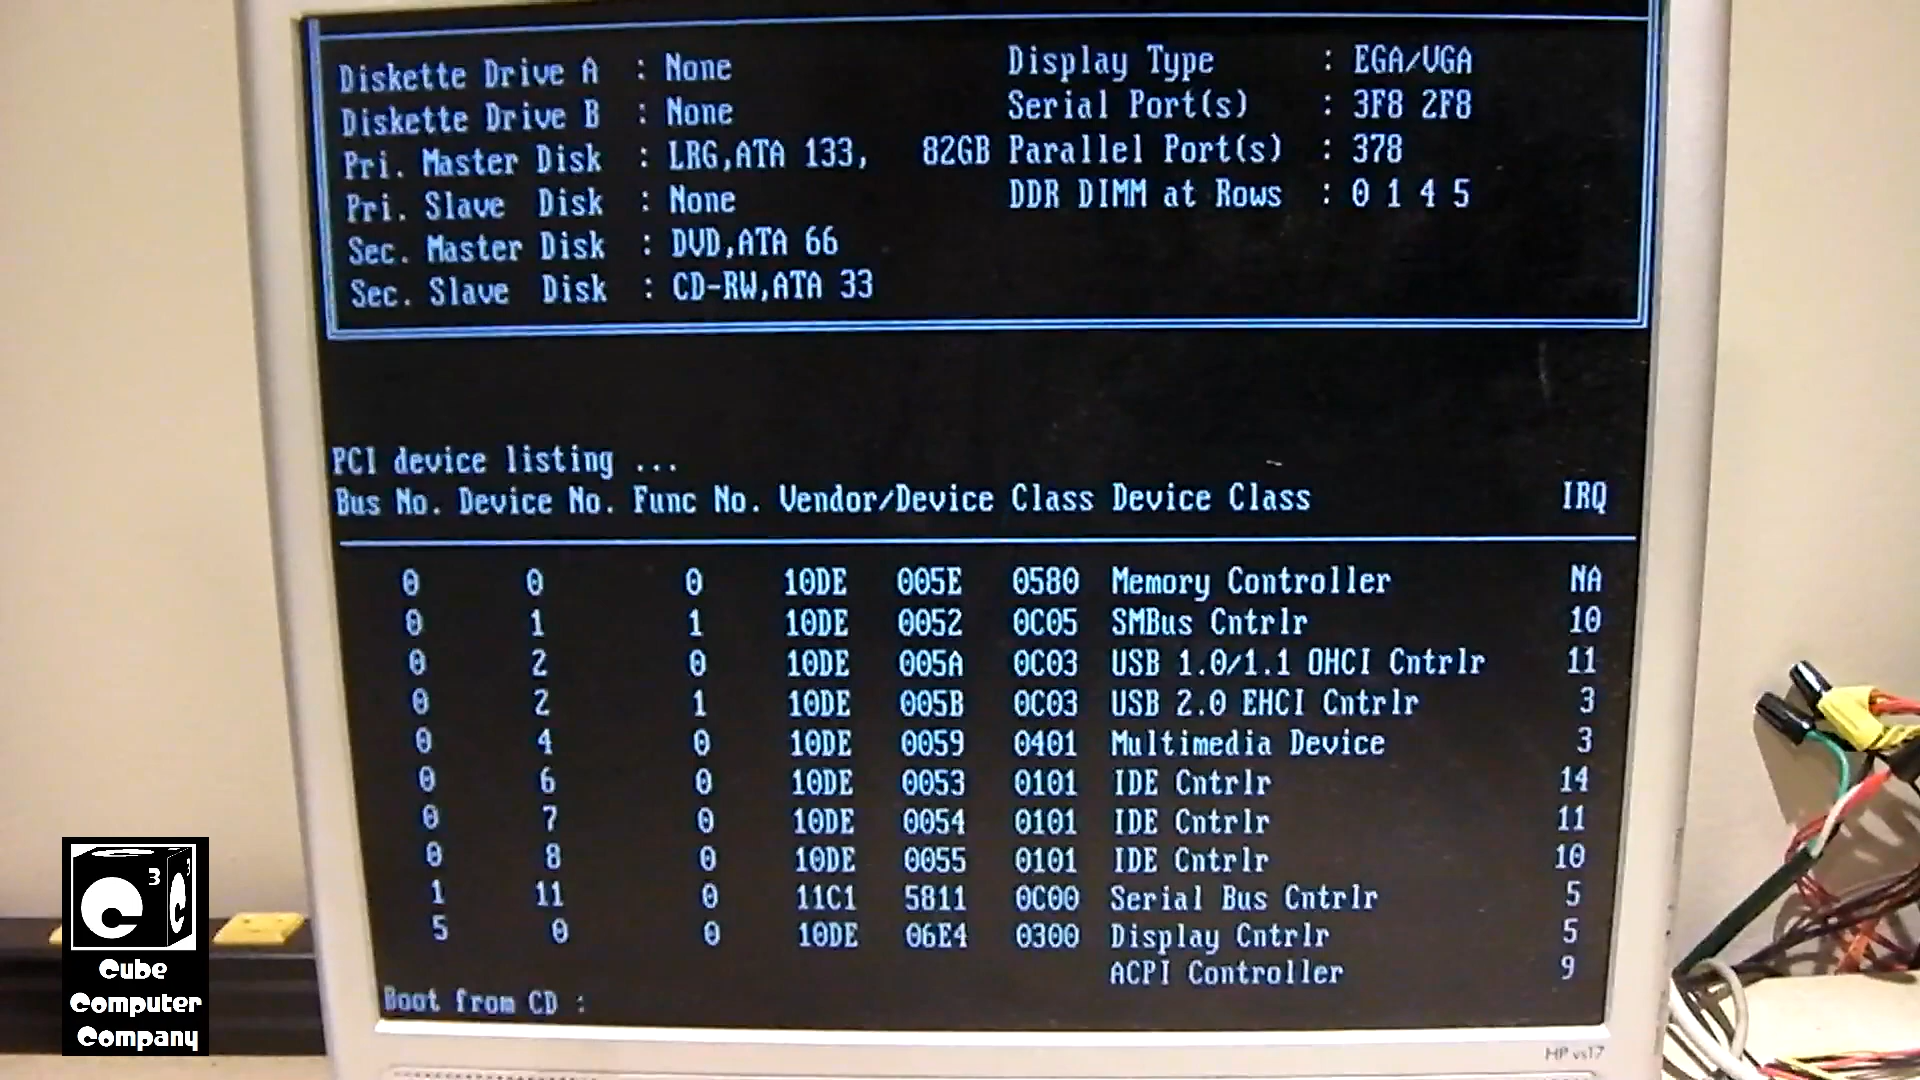 Diskette Drive A : None Display Type : EGA/VGA
Diskette Drive B : None Serial Port(s) : 3F8 2F8
Pri. Master Disk : LRG,ATA 133, 82GB Parallel Port(s) : 378
Pri. Slave Disk : None DDR DIMM at Rows : 0 1 4 5
Sec. Master Disk : DVD,ATA 66
Sec. Slave Disk : CD-RW,ATA 33
PCI device listing ...
Bus No. Device No. Func No. Vendor/Device Class Device Class IRQ
0 0 0 10DE 005E 0580 Memory Controller NA
0 1 1 10DE 0052 0C05 SMBus Cntrlr 10
0 2 0 10DE 005A 0C03 USB 1.0/1.1 OHCI Cntrlr 11
0 2 1 10DE 005B 0C03 USB 2.0 EHCI Cntrlr 3
0 4 0 10DE 0059 0401 Multimedia Device 3
0 6 0 10DE 0053 0101 IDE Cntrlr 14
0 7 0 10DE 0054 0101 IDE Cntrlr 11
0 8 0 10DE 0055 0101 IDE Cntrlr 10
1 11 0 11C1 5811 0C00 Serial Bus Cntrlr 5
5 0 0 10DE 06E4 0300 Display Cntrlr 5
ACPI Controller 9
Boot from CD :
HP vs17
C3 C3
Cube
Computer
Company